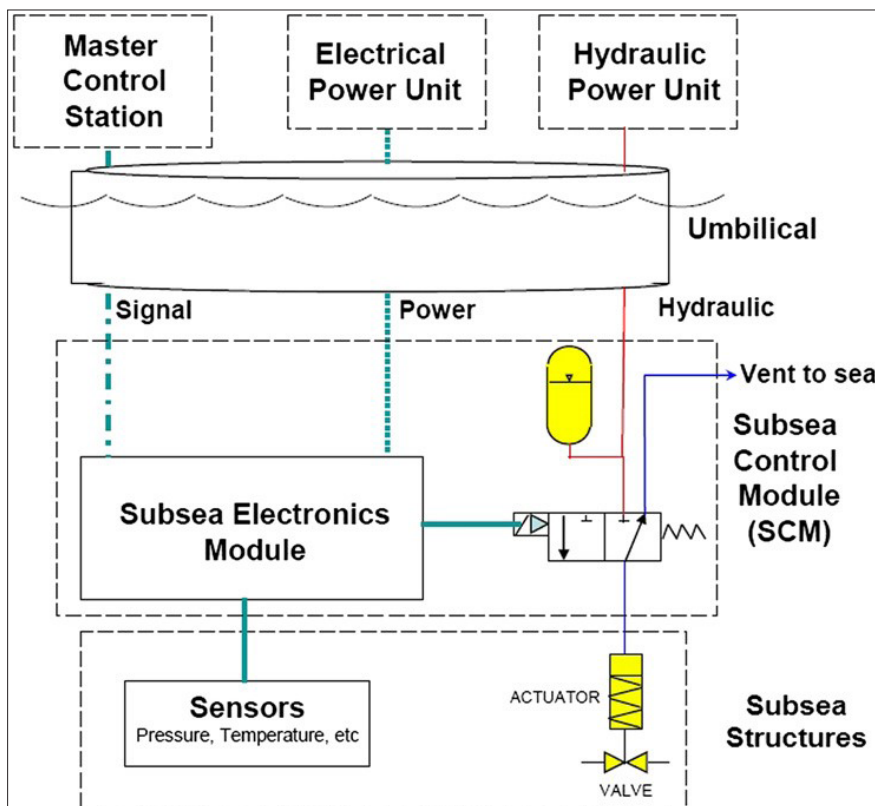 Master
Control
Station
Electrical
Power Unit
Hydraulic
Power Unit
Umbilical
Signal
Power
Hydraulic
Vent to sea
Subsea
Control
Module
(SCM)
Subsea Electronics
Module
Sensors
Pressure, Temperature, etc
ACTUATOR
VALVE
Subsea
Structures